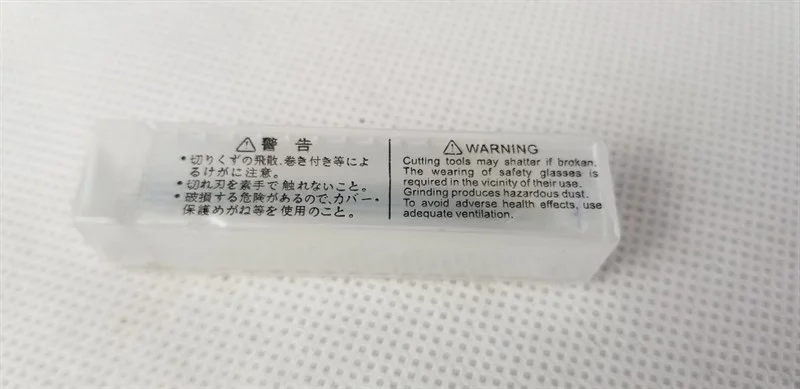 ⚠ 警告
・切りくずの飛散、巻き付き等によ
るけがに注意。
・切れ刃を素手で触れないこと。
・破損する危険があるので、カバー・
保護めがね等を使用のこと。
⚠ WARNING
Cutting tools may shatter if broken.
The wearing of safety glasses is
required in the vicinity of their use.
Grinding produces hazardous dust.
To avoid adverse health effects, use
adequate ventilation.